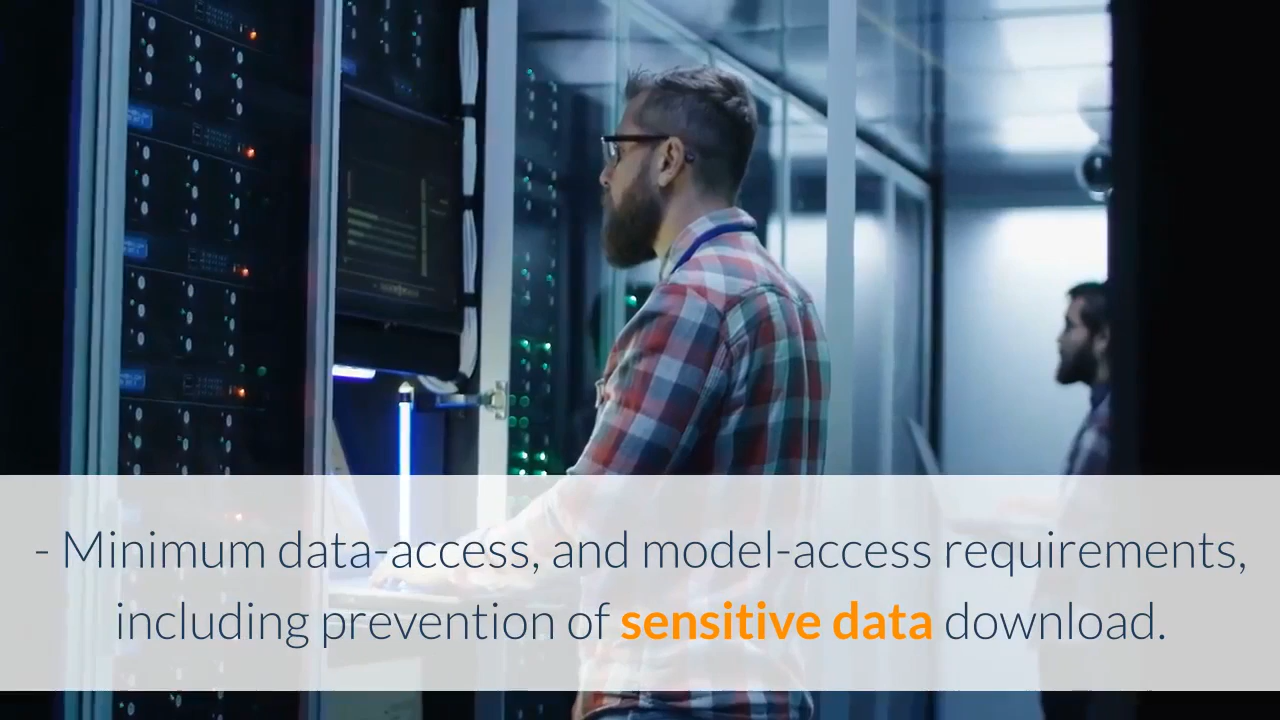 - Minimum data-access, and model-access requirements,
including prevention of sensitive data download.